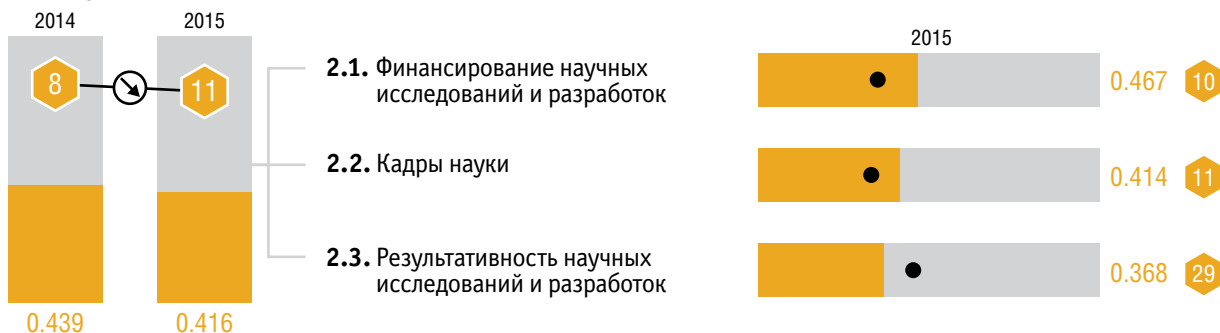 2014
2015
8
11
0.439
0.416
2.1. Финансирование научных
исследований и разработок
2.2. Кадры науки
2.3. Результативность научных
исследований и разработок
2015
0.467
10
0.414
11
0.368
29